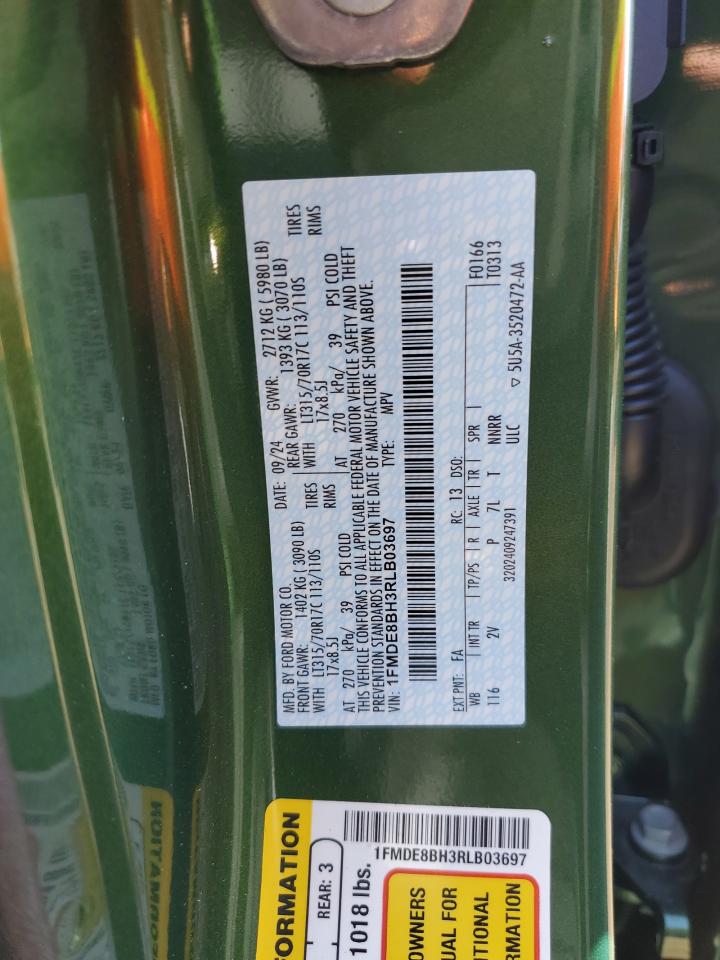 MFD. BY FORD MOTOR CO.
DATE: 09/24 GVWR: 2712 KG ( 5980 LB)
FRONT GAWR: 1402 KG ( 3090 LB) REAR GAWR: 1393 KG ( 3070 LB)
WITH LT315/70R17C 113/110S TIRES WITH LT315/70R17C 113/110S TIRES
17x8.5J RIMS 17x8.5J RIMS
AT 270 kPa/ 39 PSI COLD AT 270 kPa/ 39 PSI COLD
THIS VEHICLE CONFORMS TO ALL APPLICABLE FEDERAL MOTOR VEHICLE SAFETY AND THEFT
PREVENTION STANDARDS IN EFFECT ON THE DATE OF MANUFACTURE SHOWN ABOVE.
VIN: 1FMDE8BH3RLB03697 TYPE: MPV
EXT PNT: FA RC: 13 DSO: F0166
WB INT TR TP/PS R AXLE TR SPR T0313
116 2V P 7L T NNRR
3202409247391 ULC
▽ 5U5A-3520472-AA
FORMATION
REAR: 3
1018 lbs.
1FMDE8BH3RLB03697
OWNERS
UAL FOR
ITIONAL
RMATION